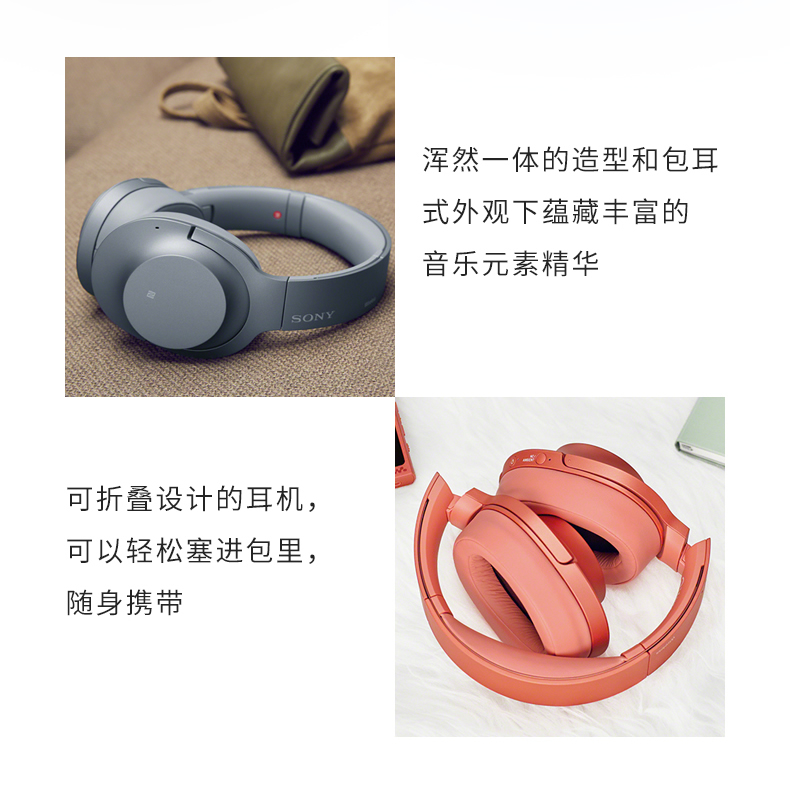 浑然一体的造型和包耳
式外观下蕴藏丰富的
音乐元素精华
SONY
可折叠设计的耳机，
可以轻松塞进包里，
随身携带